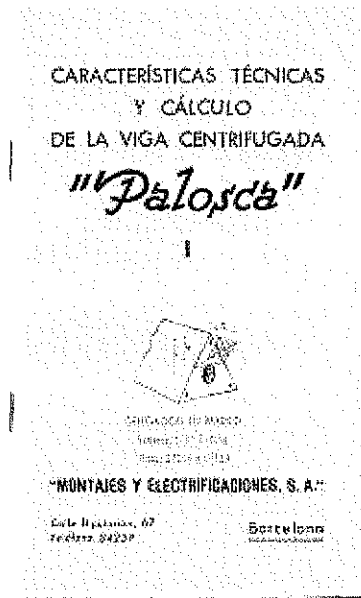 CARACTERÍSTICAS TÉCNICAS
Y CÁLCULO
DE LA VIGA CENTRIFUGADA
"Palosca"
I
"MONTAJES Y ELECTRIFICACIONES, S. A."
Barcelona